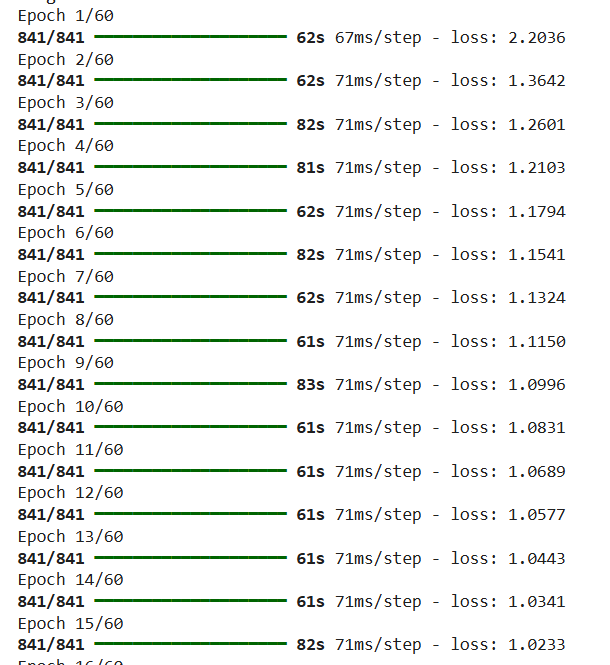 Epoch 1/60
841/841 ━━━━━━━━━━━━━━━━━━━━ 62s 67ms/step - loss: 2.2036
Epoch 2/60
841/841 ━━━━━━━━━━━━━━━━━━━━ 62s 71ms/step - loss: 1.3642
Epoch 3/60
841/841 ━━━━━━━━━━━━━━━━━━━━ 82s 71ms/step - loss: 1.2601
Epoch 4/60
841/841 ━━━━━━━━━━━━━━━━━━━━ 81s 71ms/step - loss: 1.2103
Epoch 5/60
841/841 ━━━━━━━━━━━━━━━━━━━━ 62s 71ms/step - loss: 1.1794
Epoch 6/60
841/841 ━━━━━━━━━━━━━━━━━━━━ 82s 71ms/step - loss: 1.1541
Epoch 7/60
841/841 ━━━━━━━━━━━━━━━━━━━━ 62s 71ms/step - loss: 1.1324
Epoch 8/60
841/841 ━━━━━━━━━━━━━━━━━━━━ 61s 71ms/step - loss: 1.1150
Epoch 9/60
841/841 ━━━━━━━━━━━━━━━━━━━━ 83s 71ms/step - loss: 1.0996
Epoch 10/60
841/841 ━━━━━━━━━━━━━━━━━━━━ 61s 71ms/step - loss: 1.0831
Epoch 11/60
841/841 ━━━━━━━━━━━━━━━━━━━━ 61s 71ms/step - loss: 1.0689
Epoch 12/60
841/841 ━━━━━━━━━━━━━━━━━━━━ 61s 71ms/step - loss: 1.0577
Epoch 13/60
841/841 ━━━━━━━━━━━━━━━━━━━━ 61s 71ms/step - loss: 1.0443
Epoch 14/60
841/841 ━━━━━━━━━━━━━━━━━━━━ 61s 71ms/step - loss: 1.0341
Epoch 15/60
841/841 ━━━━━━━━━━━━━━━━━━━━ 82s 71ms/step - loss: 1.0233
Epoch 16/60